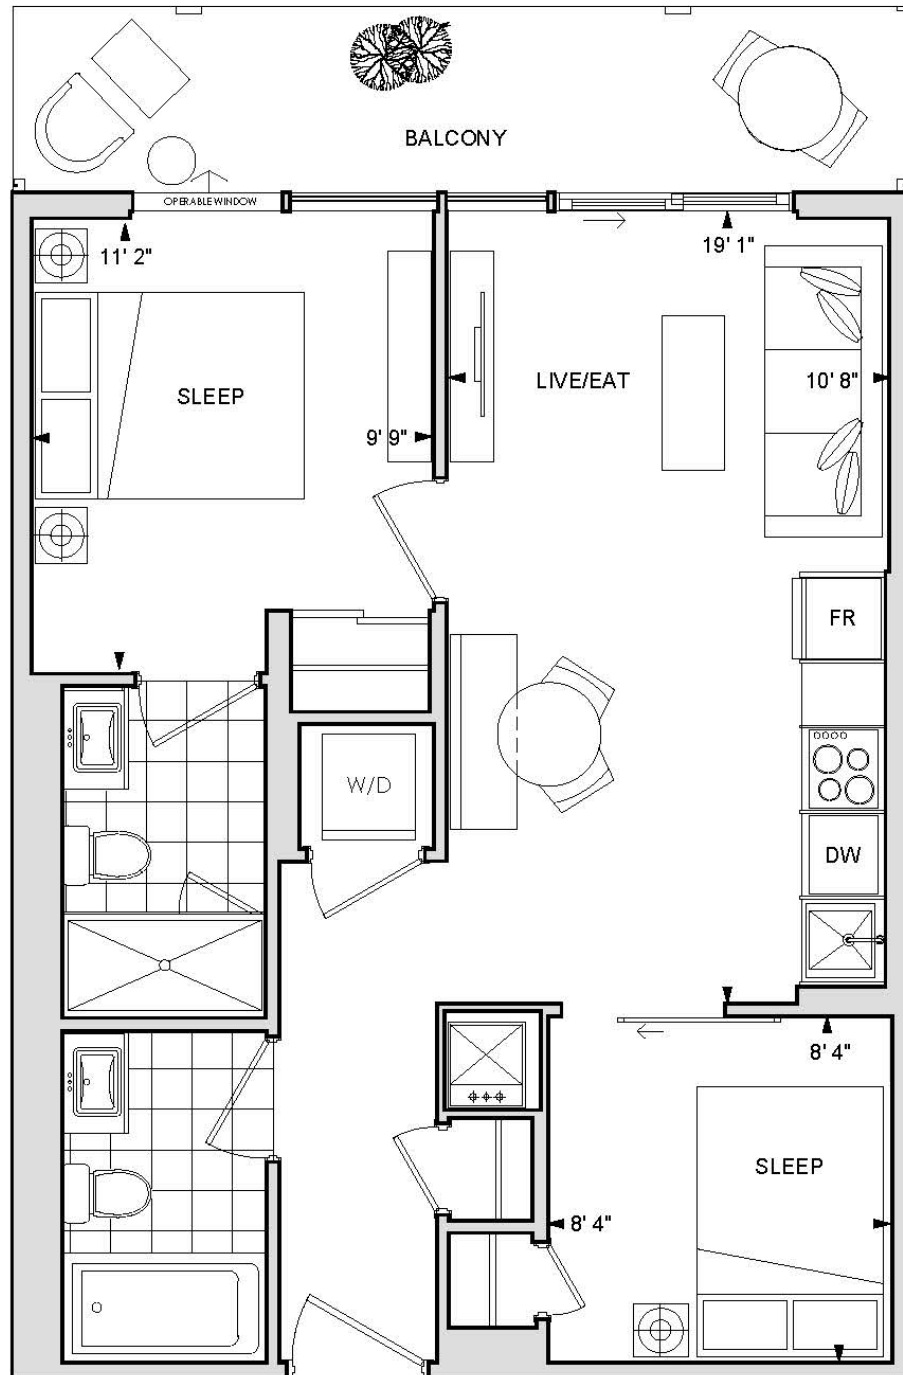 BALCONY
OPERABLE WINDOW
11' 2"
19' 1"
SLEEP
LIVE/EAT
10' 8"
9' 9"
FR
W/D
DW
8' 4"
SLEEP
8' 4"